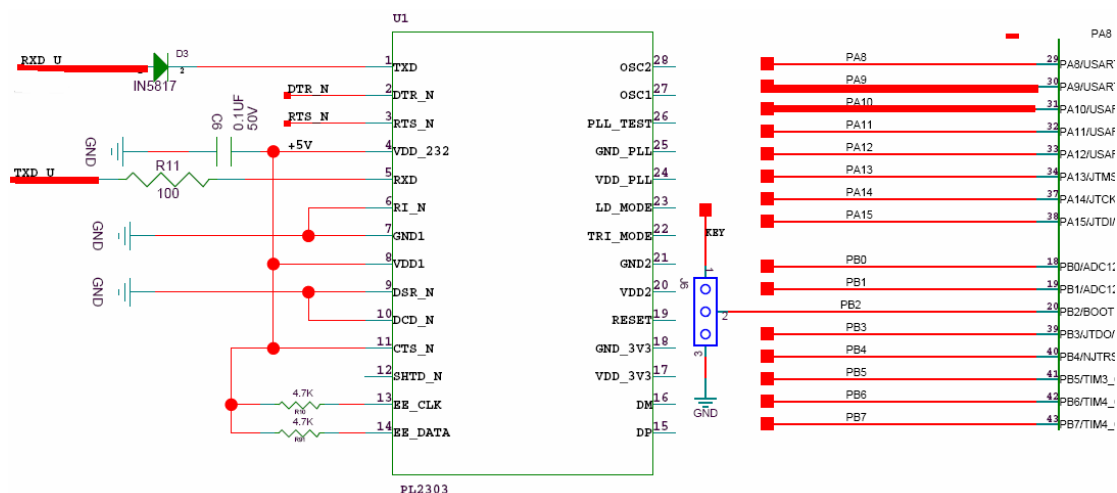 U1
RXD_U
D3
1 2
IN5817
1 TXD
DTR_N
2 DTR_N
RTS_N
3 RTS_N
C6
0.1UF
50V
GND
+5V
4 VDD_232
TXD_U
R11
100
5 RXD
6 RI_N
GND
7 GND1
8 VDD1
GND
9 DSR_N
10 DCD_N
11 CTS_N
12 SHTD_N
4.7K
R10
13 EE_CLK
4.7K
R91
14 EE_DATA
OSC2 28
OSC1 27
PLL_TEST 26
GND_PLL 25
VDD_PLL 24
LD_MODE 23
TRI_MODE 22
GND2 21
VDD2 20
RESET 19
GND_3V3 18
VDD_3V3 17
DM 16
DP 15
PL2303
KEY
J6
1
2
3
GND
PA8
PA8 29 PA8/USART
PA9 30 PA9/USART
PA10 31 PA10/USAR
PA11 32 PA11/USAF
PA12 33 PA12/USAF
PA13 34 PA13/JTMS
PA14 37 PA14/JTCK
PA15 38 PA15/JTDI/
PB0 18 PB0/ADC12
PB1 19 PB1/ADC12
PB2 20 PB2/BOOT
PB3 39 PB3/JTDO/
PB4 40 PB4/NJTRS
PB5 41 PB5/TIM3_
PB6 42 PB6/TIM4_
PB7 43 PB7/TIM4_